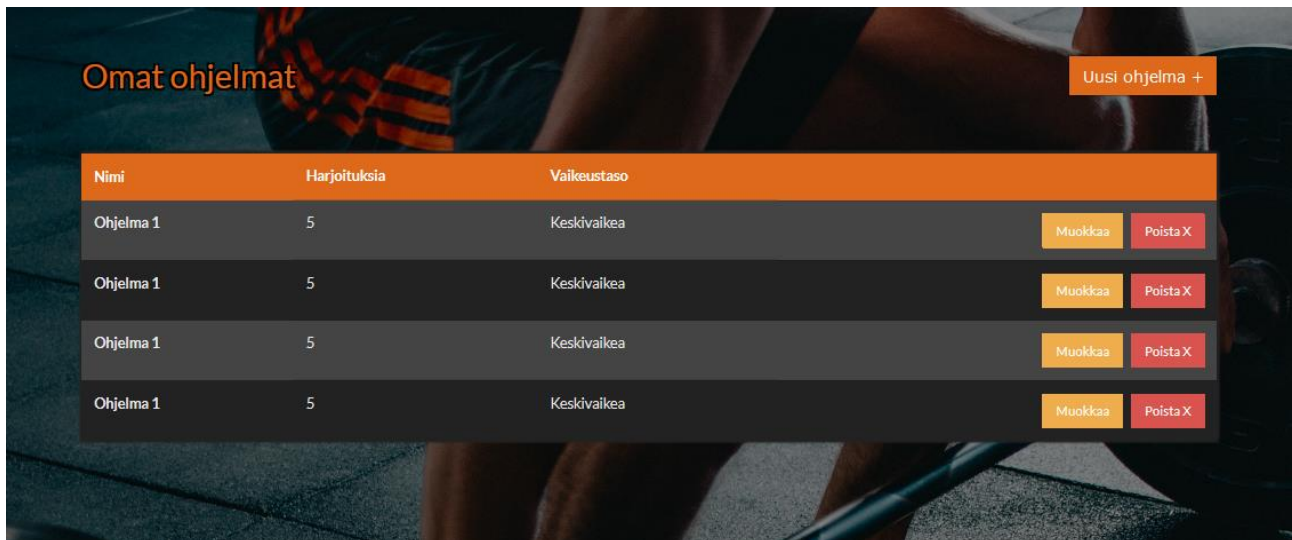 Omat ohjelmat
Uusi ohjelma +
Nimi Harjoituksia Vaikeustaso
Ohjelma 1 5 Keskivaikea Muokkaa Poista X
Ohjelma 1 5 Keskivaikea Muokkaa Poista X
Ohjelma 1 5 Keskivaikea Muokkaa Poista X
Ohjelma 1 5 Keskivaikea Muokkaa Poista X